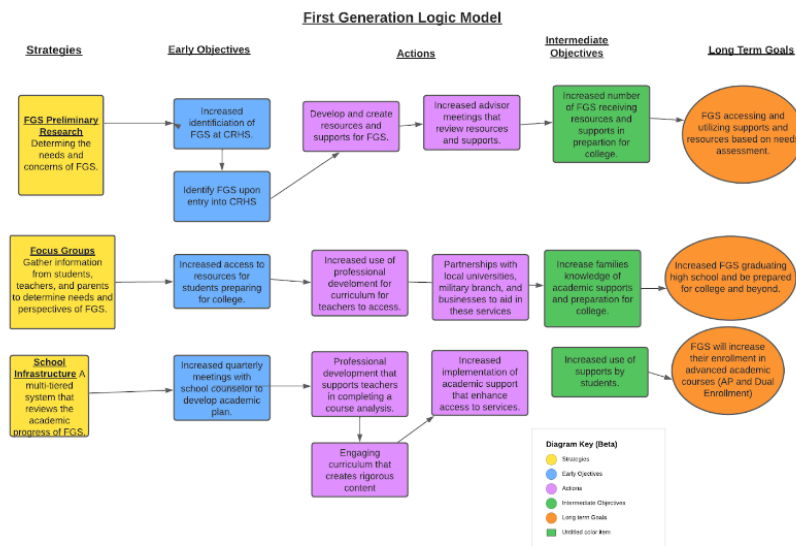 First Generation Logic Model
Strategies
Early Objectives
Actions
Intermediate
Objectives
Long Term Goals
FGS Preliminary
Research
Determining the
needs and
concerns of FGS.
Increased
identificiation of
FGS at CRHS.
Identify FGS upon
entry into CRHS
Develop and create
resources and
supports for FGS.
Increased advisor
meetings that
review resources
and supports.
Increased number
of FGS receiving
resources and
supports in
prepartion for
college.
FGS accessing and
utilizing supports and
resources based on needs
assessment.
Focus Groups
Gather information
from students,
teachers, and
parents to
determine needs and
perspectives of FGS.
Increased access to
resources for
students preparing
for college.
Increased use of
professional
develoment for
curriculum for
teachers to access.
Partnerships with
local universities,
military branch, and
businesses to aid in
these services
Increase families
knowledge of
academic supports
and preparation for
college.
Increased FGS graduating
high school and be prepared
for college and beyond.
School
Infrastructure A
multi-tiered
system that
reviews the
academic
progress of FGS.
Increased quarterly
meetings with
school counselor to
develop academic
plan.
Professional
development that
supports teachers
in completing a
course analysis.
Engaging
curriculum that
creates rigorous
content
Increased
implementation of
academic support
that enhance
access to services.
Increased use of
supports by
students.
FGS will increase
their enrollment in
advanced academic
courses (AP and Dual
Enrollment)
Diagram Key (Beta)
Strategies
Early Ojectives
Actions
Intermediate Objectives
Long term Goals
Untitled color item